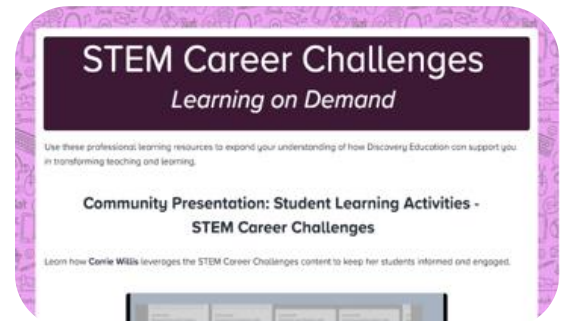 STEM Career Challenges
Learning on Demand
Use these professional learning resources to expand your understanding of how Discovery Education can support you
in transforming teaching and learning.
Community Presentation: Student Learning Activities -
STEM Career Challenges
Learn how Carrie Willis leverages the STEM Career Challenges content to keep her students informed and engaged.